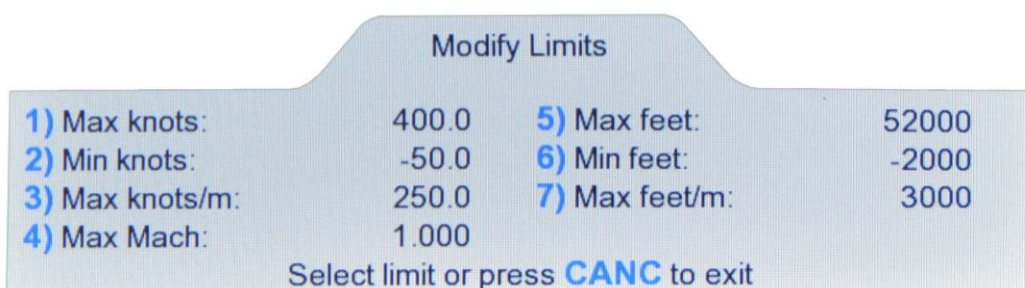 Modify Limits
1) Max knots: 400.0 5) Max feet: 52000
2) Min knots: -50.0 6) Min feet: -2000
3) Max knots/m: 250.0 7) Max feet/m: 3000
4) Max Mach: 1.000
Select limit or press CANC to exit